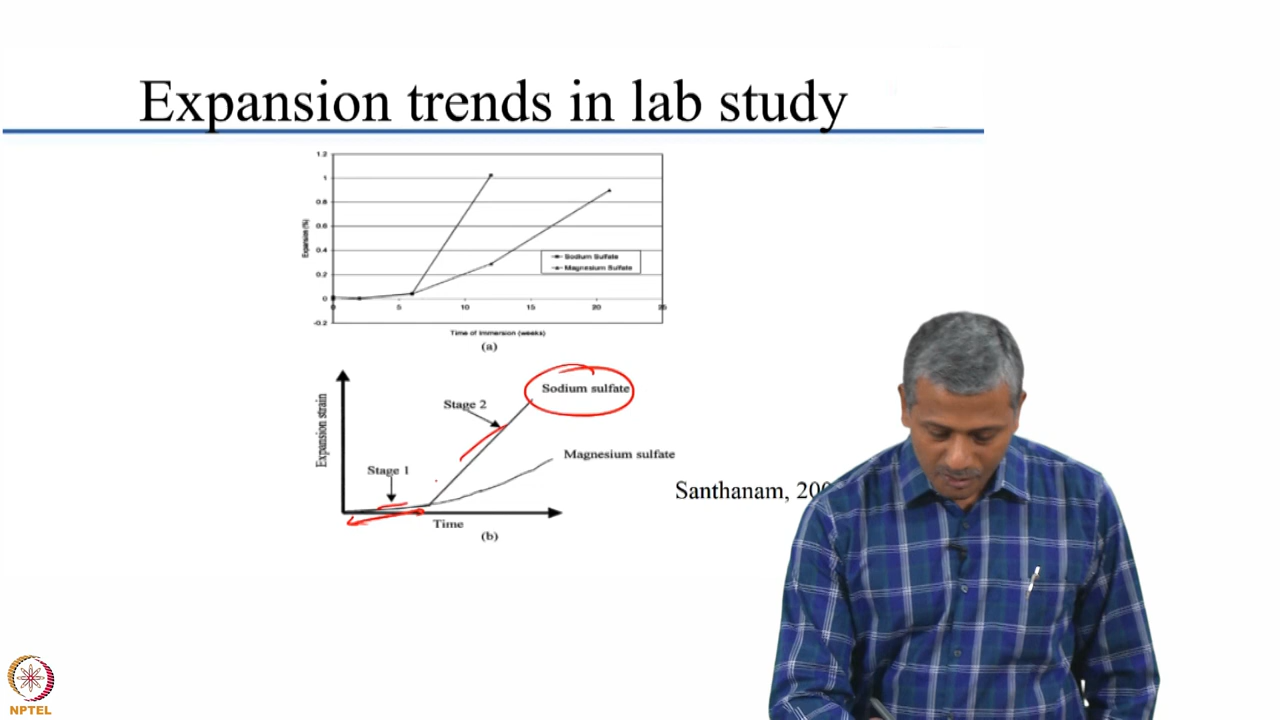 Expansion trends in lab study
1.2
1
0.8
0.6
0.4
0.2
0
-0.2
Expansion (%)
Sodium Sulfate
Magnesium Sulfate
0 5 10 15 20 25
Time of Immersion (weeks)
(a)
Expansion strain
Sodium sulfate
Stage 2
Magnesium sulfate
Stage 1
Santhanam, 200
Time
(b)
NPTEL